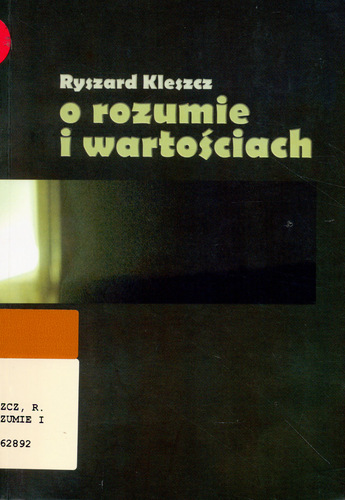 Ryszard Kleszcz
o rozumie
i wartościach
ZCZ, R.
ZUMIE I
62892